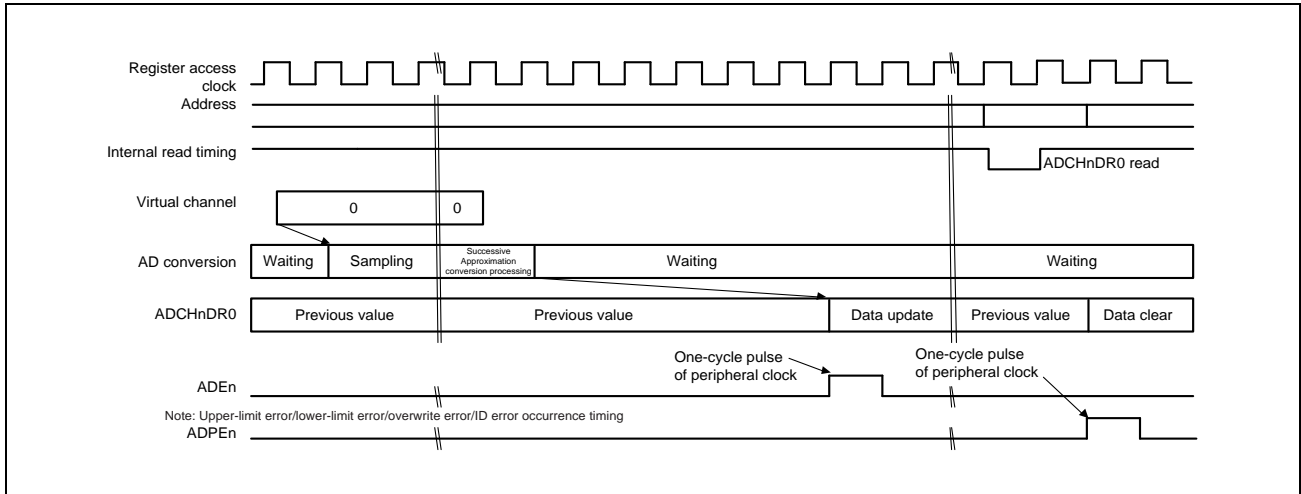 Register access
clock
Address
Internal read timing
ADCHnDR0 read
Virtual channel
0
0
AD conversion
Waiting
Sampling
Successive
Approximation
conversion processing
Waiting
Waiting
ADCHnDR0
Previous value
Previous value
Data update
Previous value
Data clear
One-cycle pulse
of peripheral clock
One-cycle pulse
of peripheral clock
ADEn
Note: Upper-limit error/lower-limit error/overwrite error/ID error occurrence timing
ADPEn